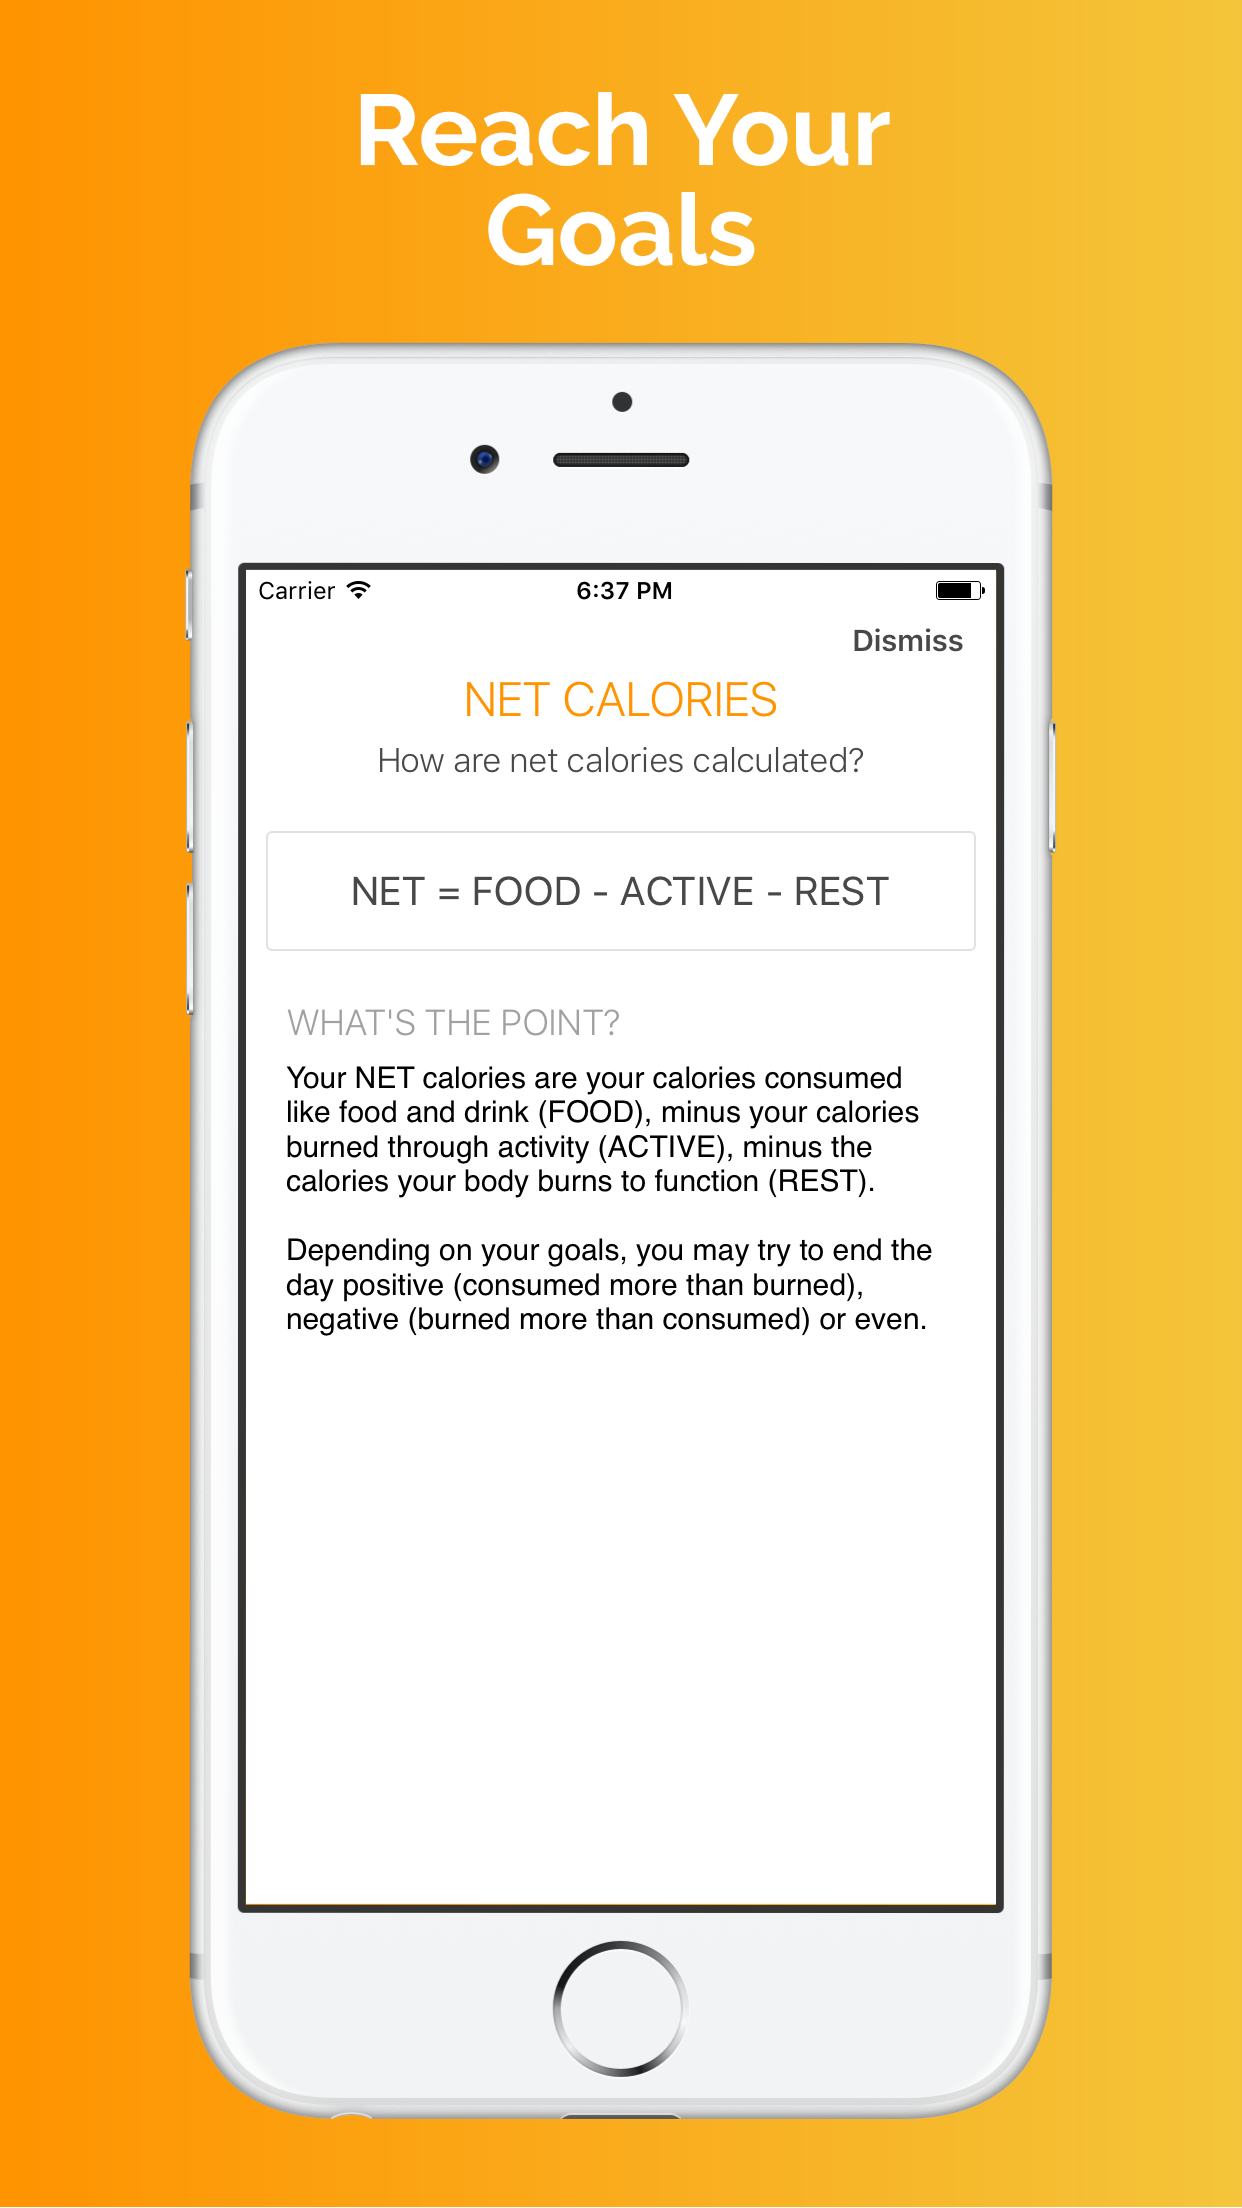 Reach Your
Goals
Carrier 6:37 PM
Dismiss
NET CALORIES
How are net calories calculated?
NET = FOOD - ACTIVE - REST
WHAT'S THE POINT?
Your NET calories are your calories consumed
like food and drink (FOOD), minus your calories
burned through activity (ACTIVE), minus the
calories your body burns to function (REST).
Depending on your goals, you may try to end the
day positive (consumed more than burned),
negative (burned more than consumed) or even.